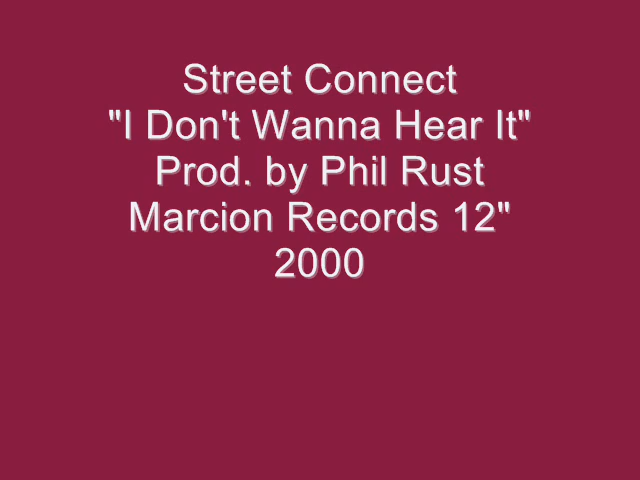 Street Connect
"I Don't Wanna Hear It"
Prod. by Phil Rust
Marcion Records 12"
2000